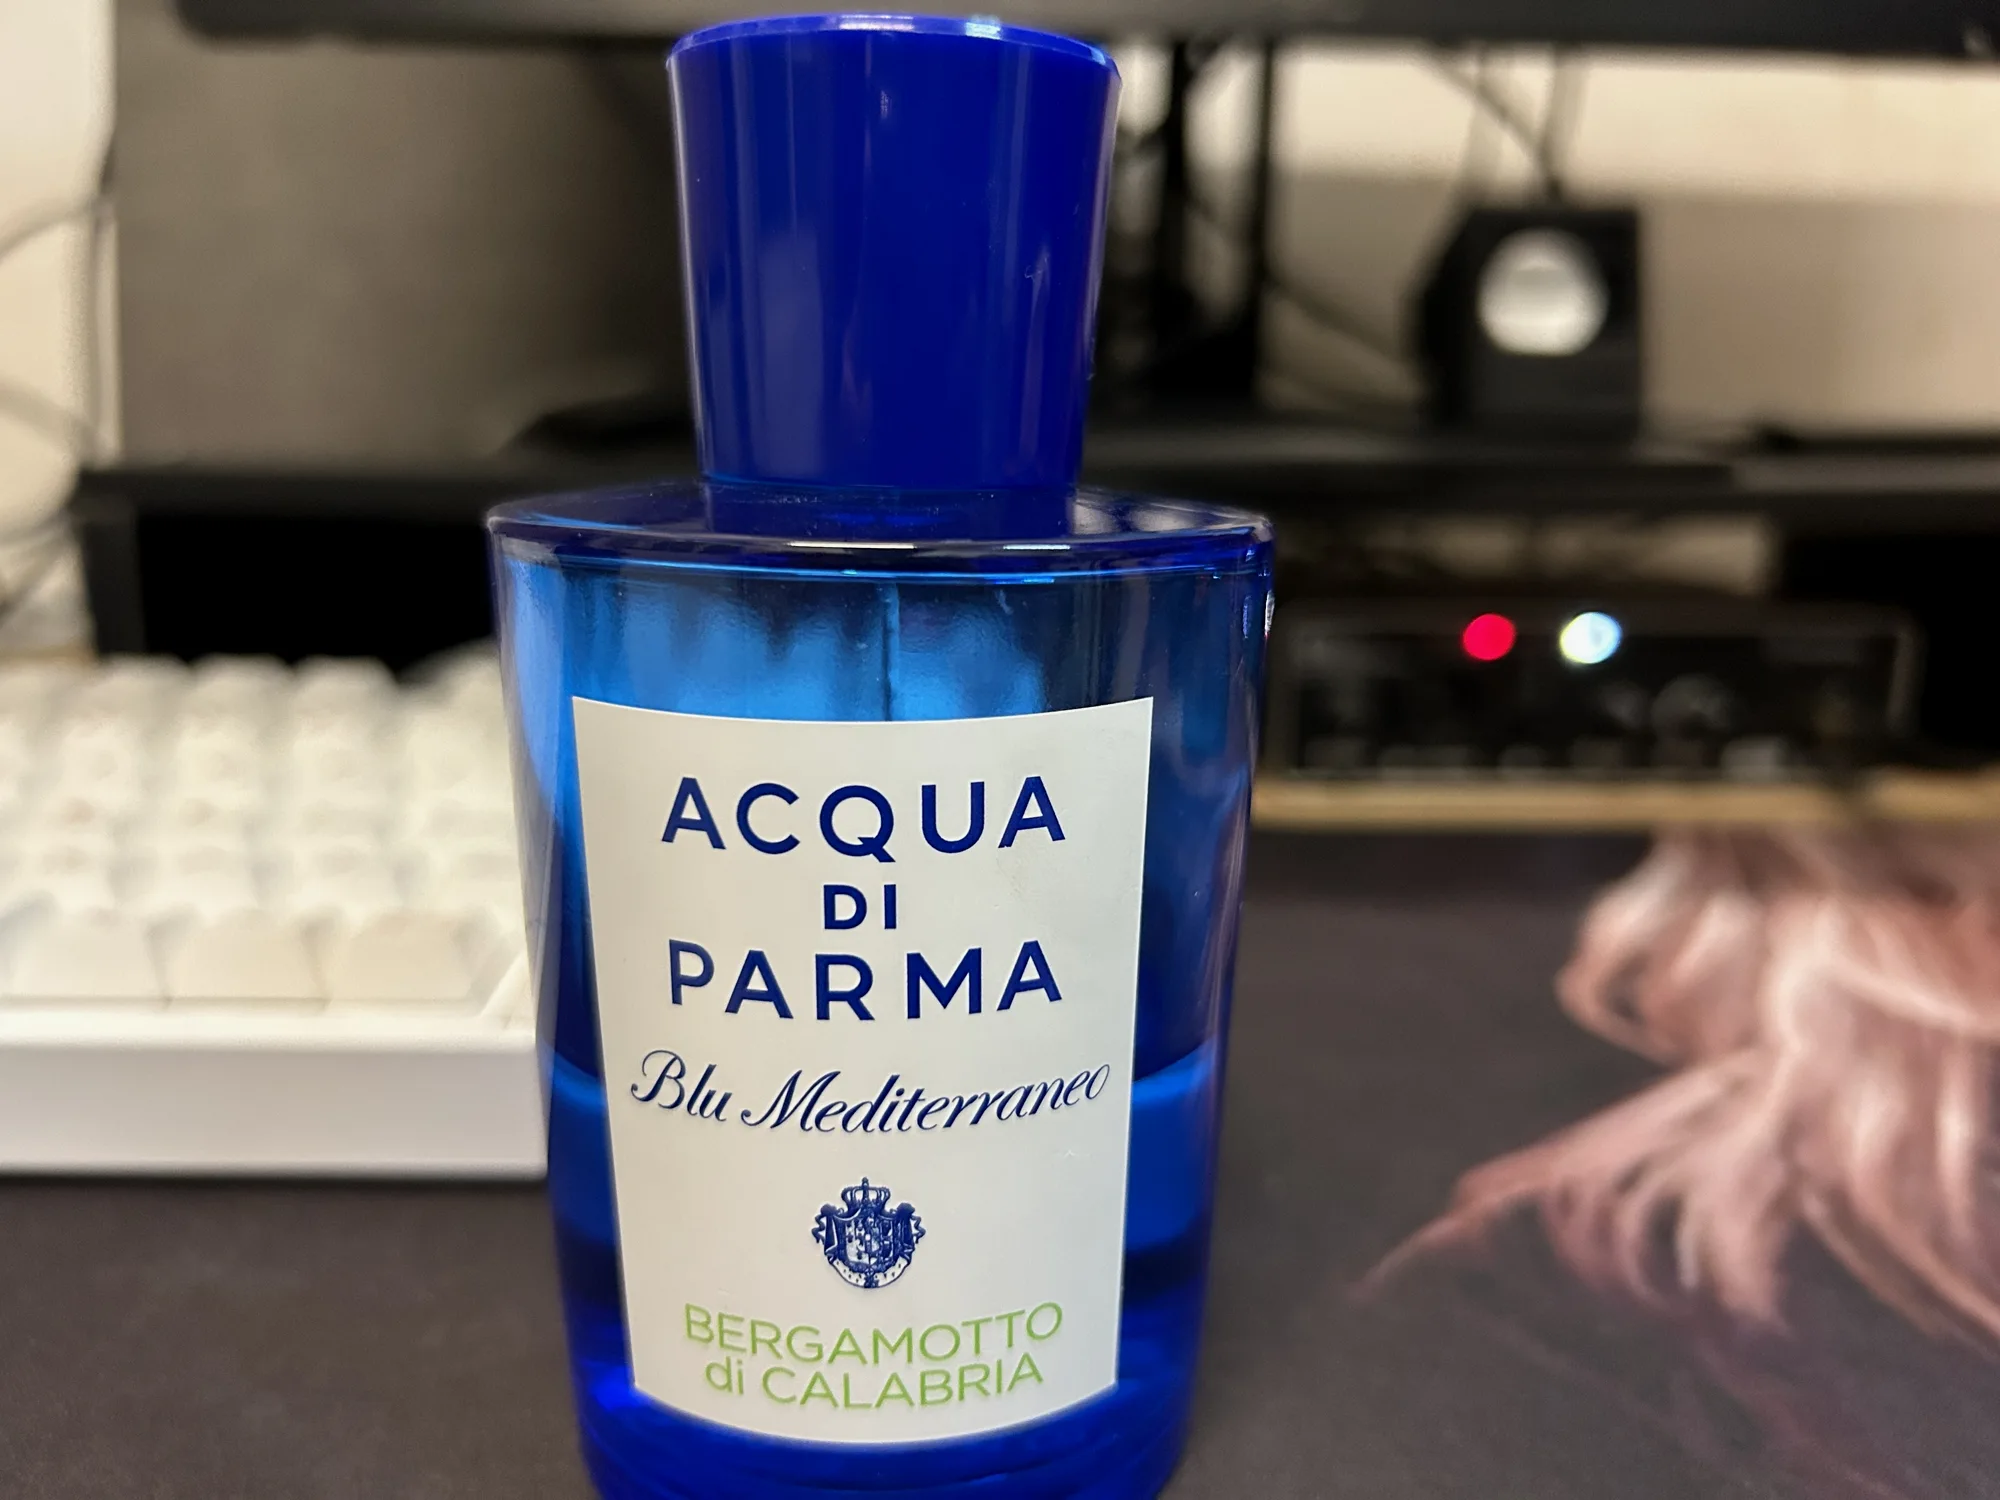 ACQUA
DI
PARMA
Blu Mediterraneo
BERGAMOTTO
di CALABRIA